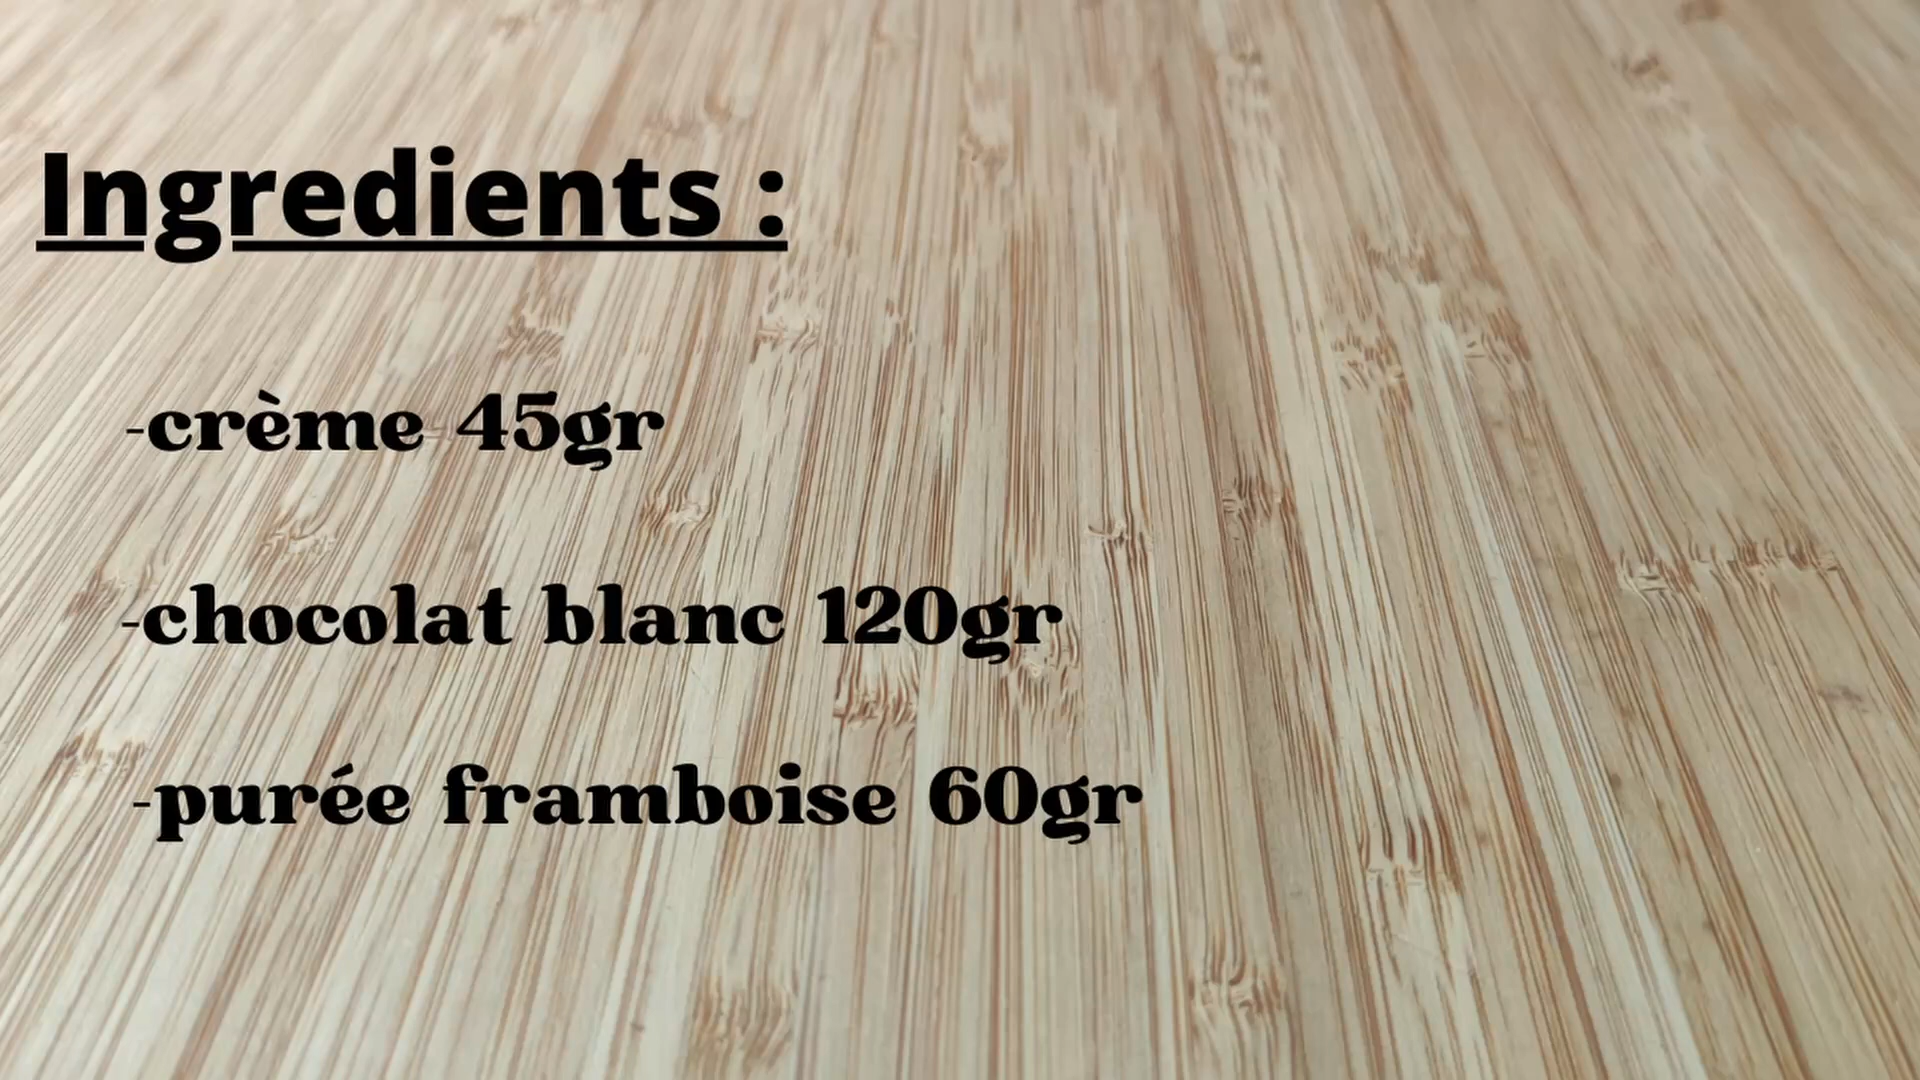 Ingredients :
-crème 45gr
-chocolat blanc 120gr
-purée framboise 60gr